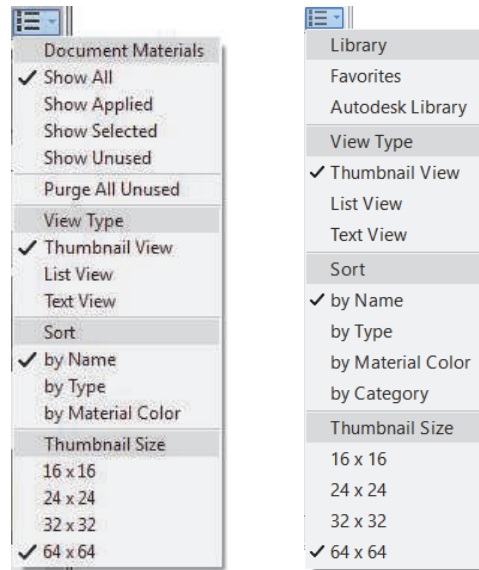 Document Materials
Show All
Show Applied
Show Selected
Show Unused
Purge All Unused
View Type
Thumbnail View
List View
Text View
Sort
by Name
by Type
by Material Color
Thumbnail Size
16 x 16
24 x 24
32 x 32
64 x 64
Library
Favorites
Autodesk Library
View Type
Thumbnail View
List View
Text View
Sort
by Name
by Type
by Material Color
by Category
Thumbnail Size
16 x 16
24 x 24
32 x 32
64 x 64